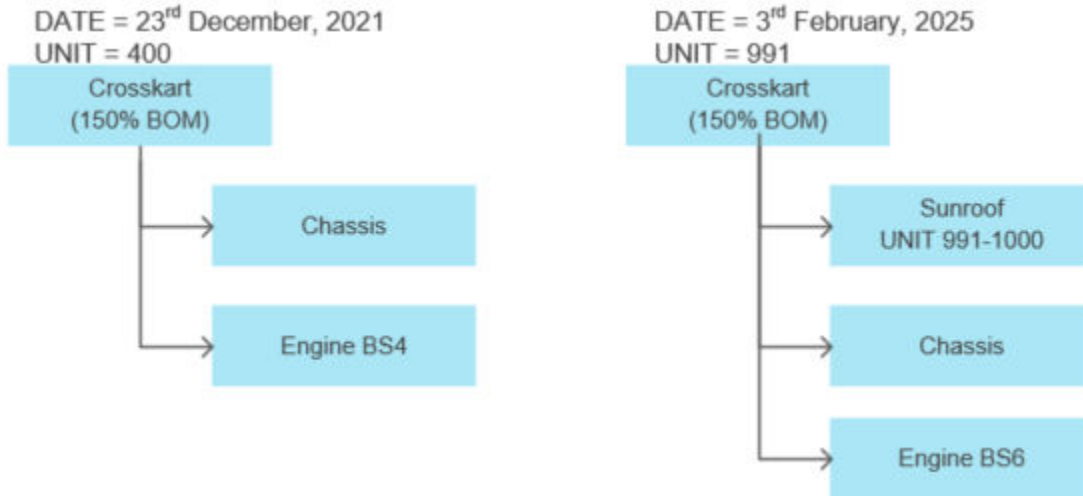 DATE = 23rd December, 2021
UNIT = 400
Crosskart
(150% BOM)
Chassis
Engine BS4
DATE = 3rd February, 2025
UNIT = 991
Crosskart
(150% BOM)
Sunroof
UNIT 991-1000
Chassis
Engine BS6